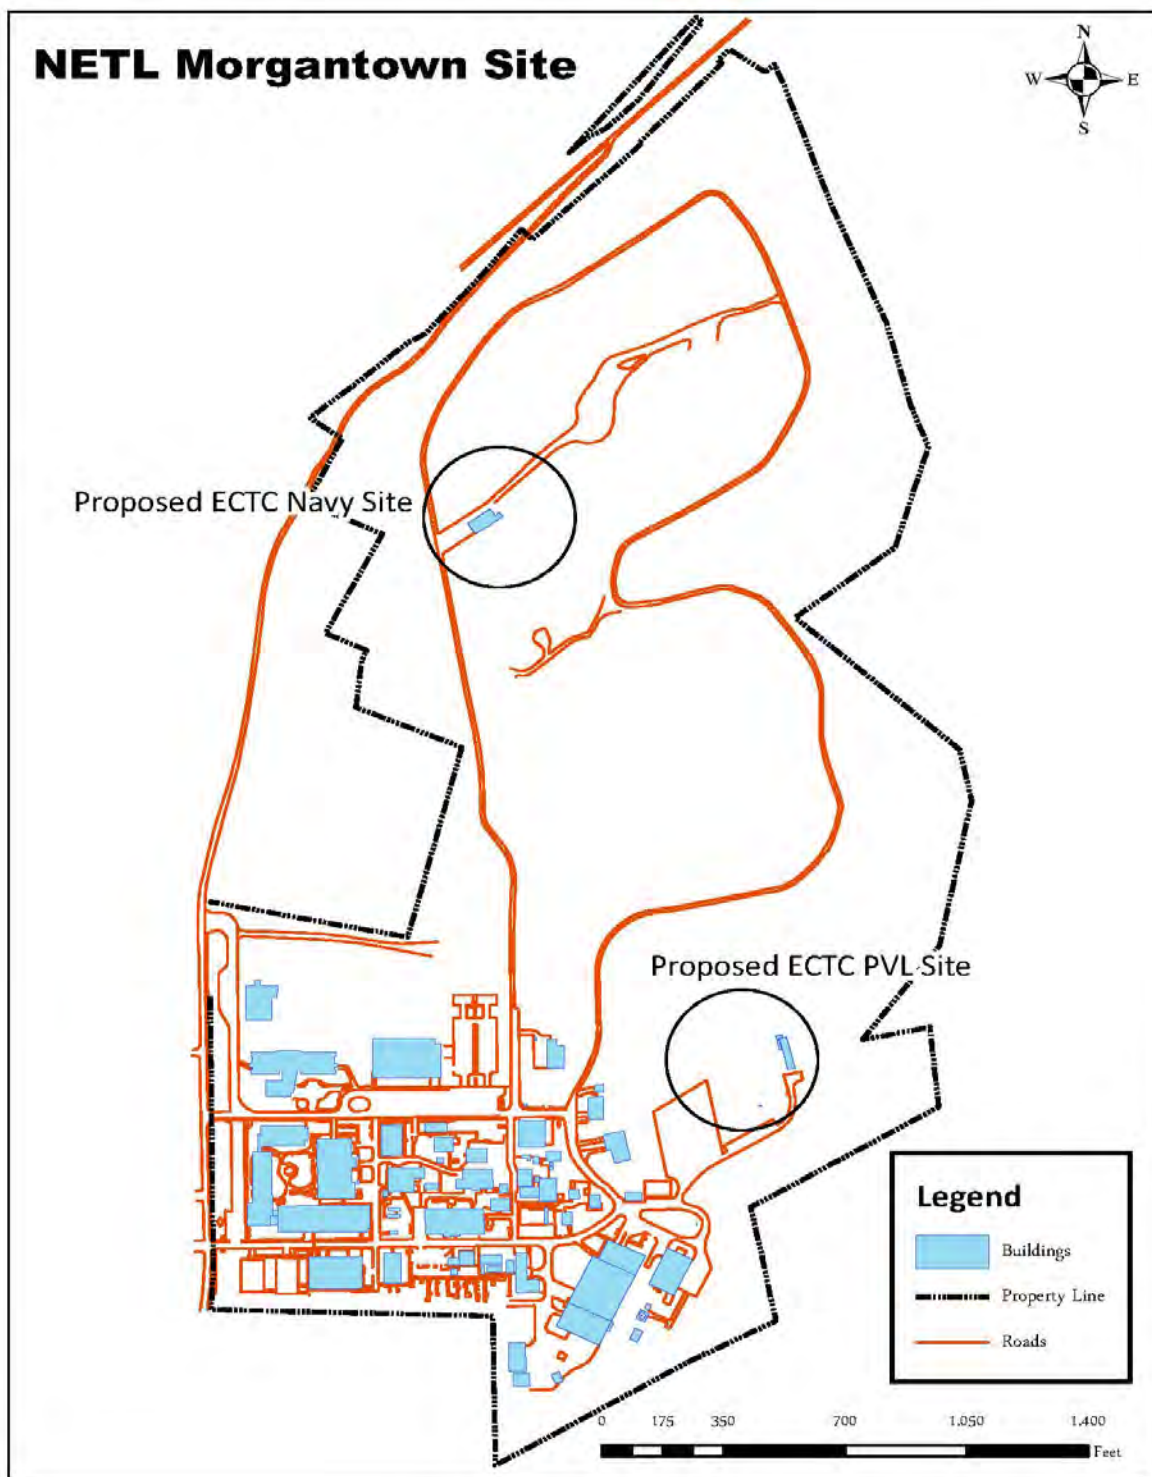 NETL Morgantown Site
N
W E
S
Proposed ECTC Navy Site
Proposed ECTC PVL Site
Legend
Buildings
Property Line
Roads
0 175 350 700 1,050 1,400
Feet